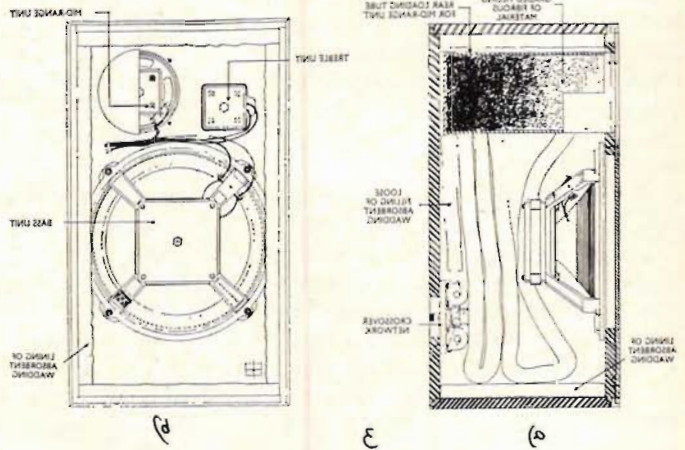 OF FIBROUS
MATERIAL
REAR LOADING TUBE
FOR MID-RANGE UNIT
LOOSE
FILLING OF
ABSORBENT
WADDING
CROSSOVER
NETWORK
LINING OF
ABSORBENT
WADDING
a)
3
MID-RANGE UNIT
TREBLE UNIT
BASS UNIT
LINING OF
ABSORBENT
WADDING
b)